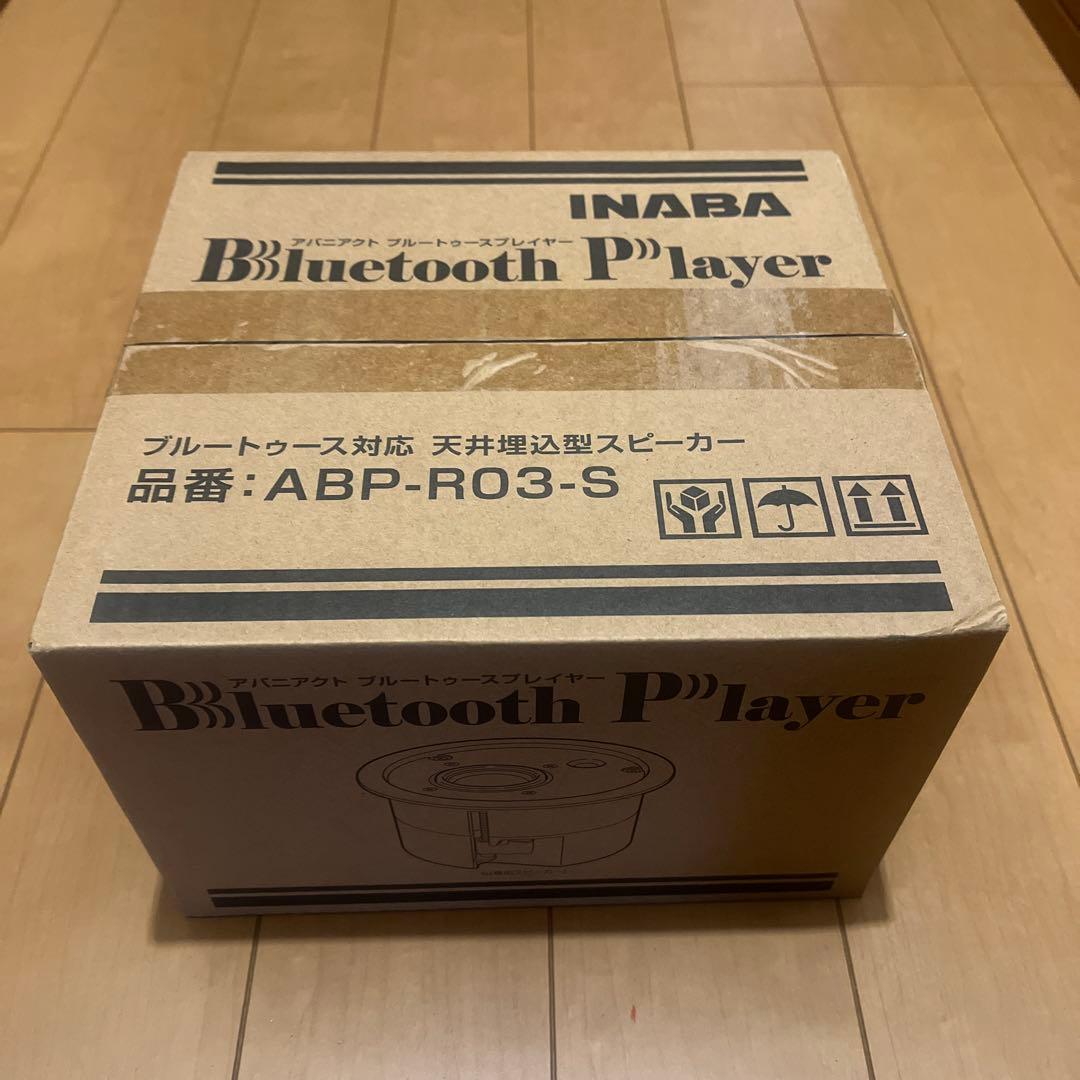 INABA
アバニアクト ブルートゥースプレイヤー
Bluetooth Player
ブルートゥース対応 天井埋込型スピーカー
品番:ABP-R03-S
アバニアクト ブルートゥースプレイヤー
Bluetooth Player